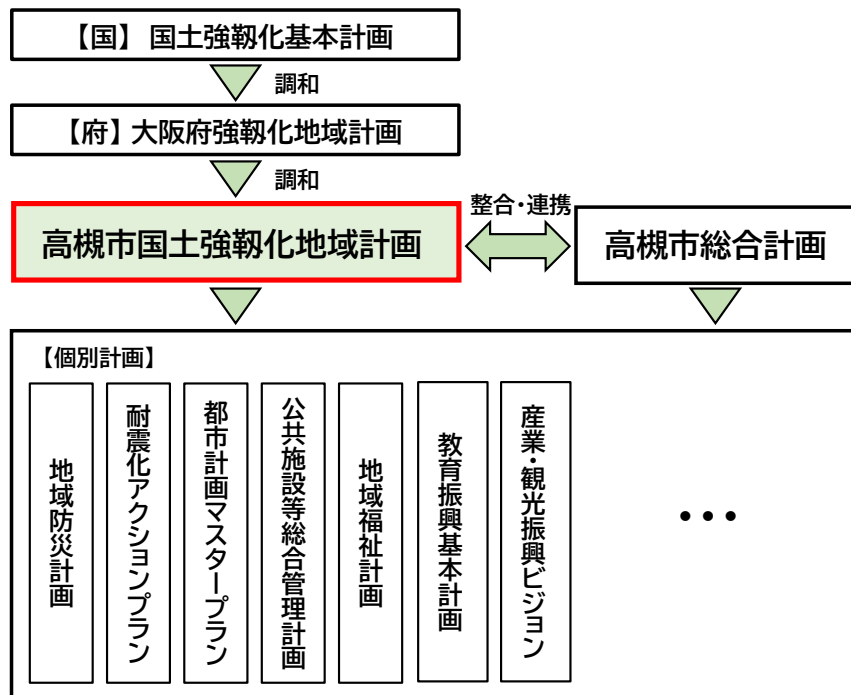 【国】 国土強靱化基本計画
調和
【府】 大阪府強靱化地域計画
調和
高槻市国土強靱化地域計画
整合・連携
高槻市総合計画
【個別計画】
地域防災計画
耐震化アクションプラン
都市計画マスタープラン
公共施設等総合管理計画
地域福祉計画
教育振興基本計画
産業・観光振興ビジョン
・・・